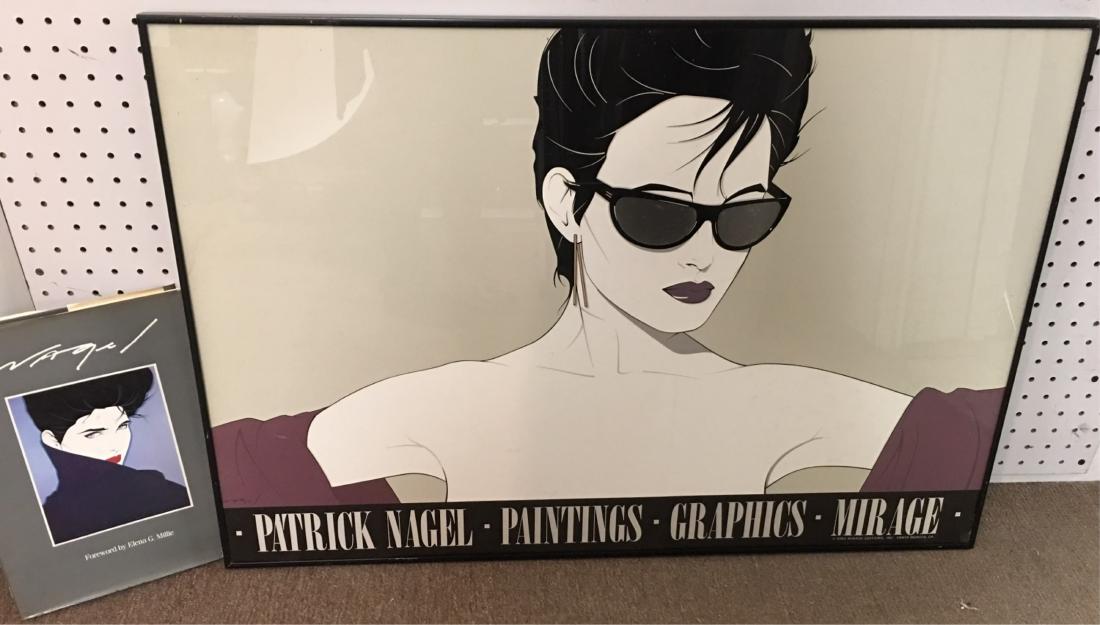 Nagel
Foreword by Elena G. Millie
· PATRICK NAGEL · PAINTINGS · GRAPHICS · MIRAGE ·